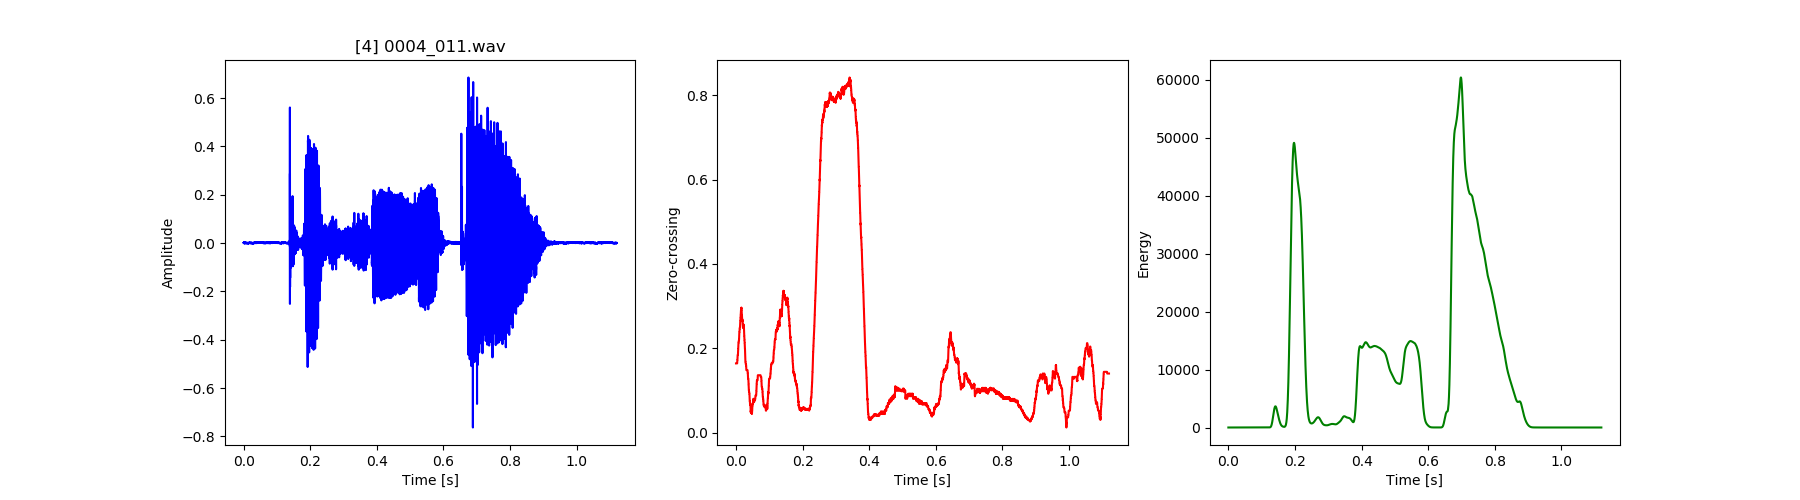 [4] 0004_011.wav
Amplitude
0.6
0.4
0.2
0.0
−0.2
−0.4
−0.6
−0.8
0.0 0.2 0.4 0.6 0.8 1.0
Time [s]
Zero-crossing
0.8
0.6
0.4
0.2
0.0
0.0 0.2 0.4 0.6 0.8 1.0
Time [s]
Energy
60000
50000
40000
30000
20000
10000
0
0.0 0.2 0.4 0.6 0.8 1.0
Time [s]